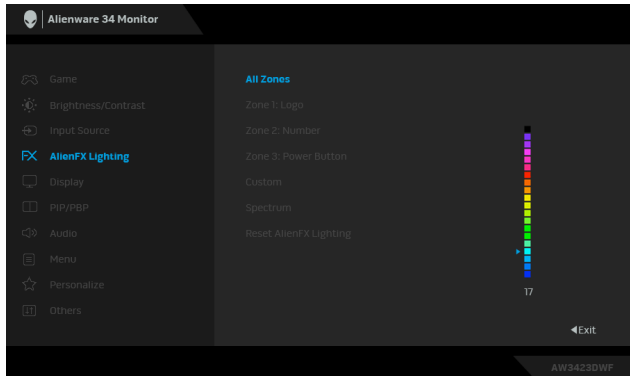 Alienware 34 Monitor
Game
Brightness/Contrast
Input Source
FX AlienFX Lighting
Display
PIP/PBP
Audio
Menu
Personalize
Others
All Zones
Zone 1: Logo
Zone 2: Number
Zone 3: Power Button
Custom
Spectrum
Reset AlienFX Lighting
17
Exit
AW3423DWF